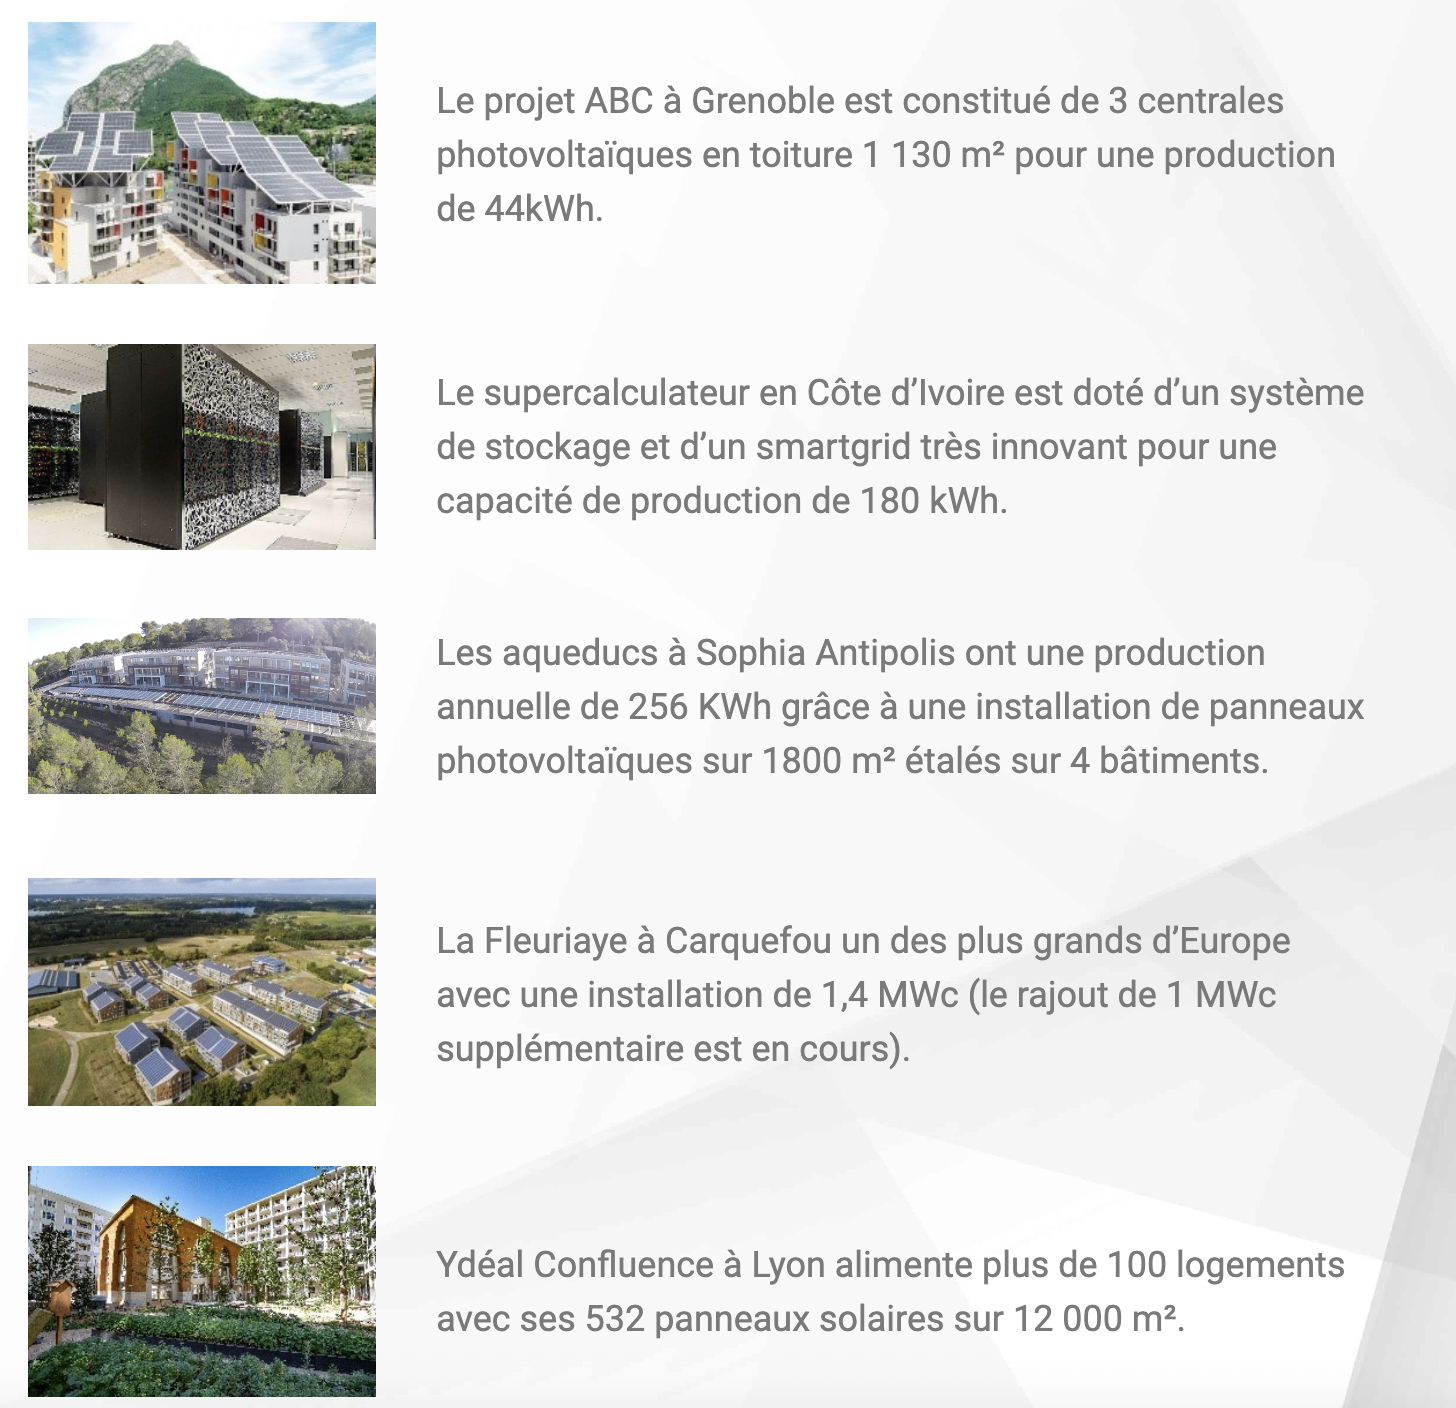 Le projet ABC à Grenoble est constitué de 3 centrales
photovoltaïques en toiture 1 130 m² pour une production
de 44kWh.
Le supercalculateur en Côte d’Ivoire est doté d’un système
de stockage et d’un smartgrid très innovant pour une
capacité de production de 180 kWh.
Les aqueducs à Sophia Antipolis ont une production
annuelle de 256 KWh grâce à une installation de panneaux
photovoltaïques sur 1800 m² étalés sur 4 bâtiments.
La Fleuriaye à Carquefou un des plus grands d’Europe
avec une installation de 1,4 MWc (le rajout de 1 MWc
supplémentaire est en cours).
Ydéal Confluence à Lyon alimente plus de 100 logements
avec ses 532 panneaux solaires sur 12 000 m².